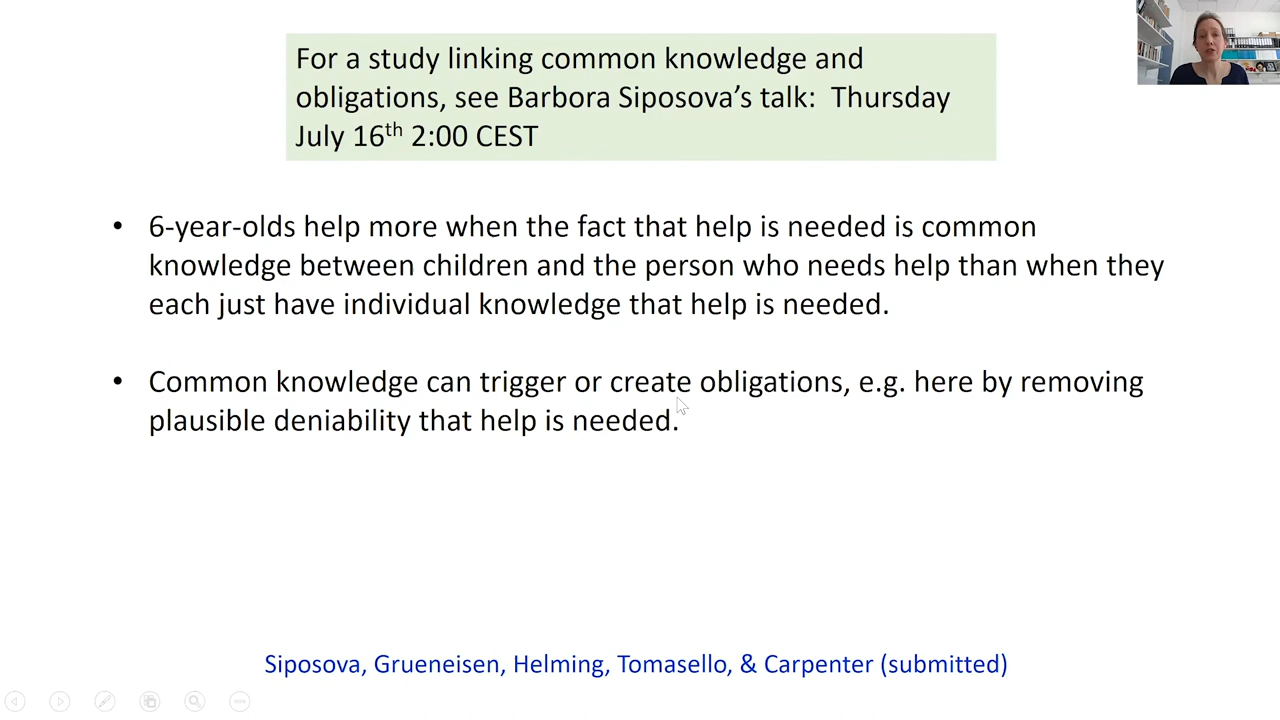 For a study linking common knowledge and
obligations, see Barbora Siposova’s talk:  Thursday
July 16th 2:00 CEST
• 6-year-olds help more when the fact that help is needed is common
knowledge between children and the person who needs help than when they
each just have individual knowledge that help is needed.
• Common knowledge can trigger or create obligations, e.g. here by removing
plausible deniability that help is needed.
Siposova, Grueneisen, Helming, Tomasello, & Carpenter (submitted)